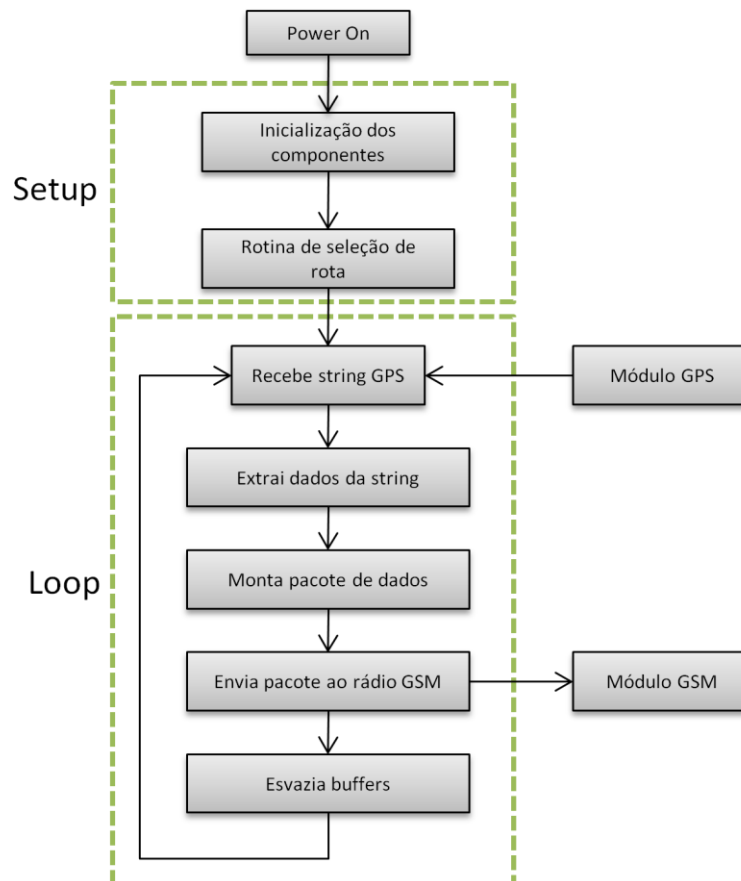 Power On
Setup
Inicialização dos
componentes
Rotina de seleção de
rota
Loop
Recebe string GPS
Módulo GPS
Extrai dados da string
Monta pacote de dados
Envia pacote ao rádio GSM
Módulo GSM
Esvazia buffers